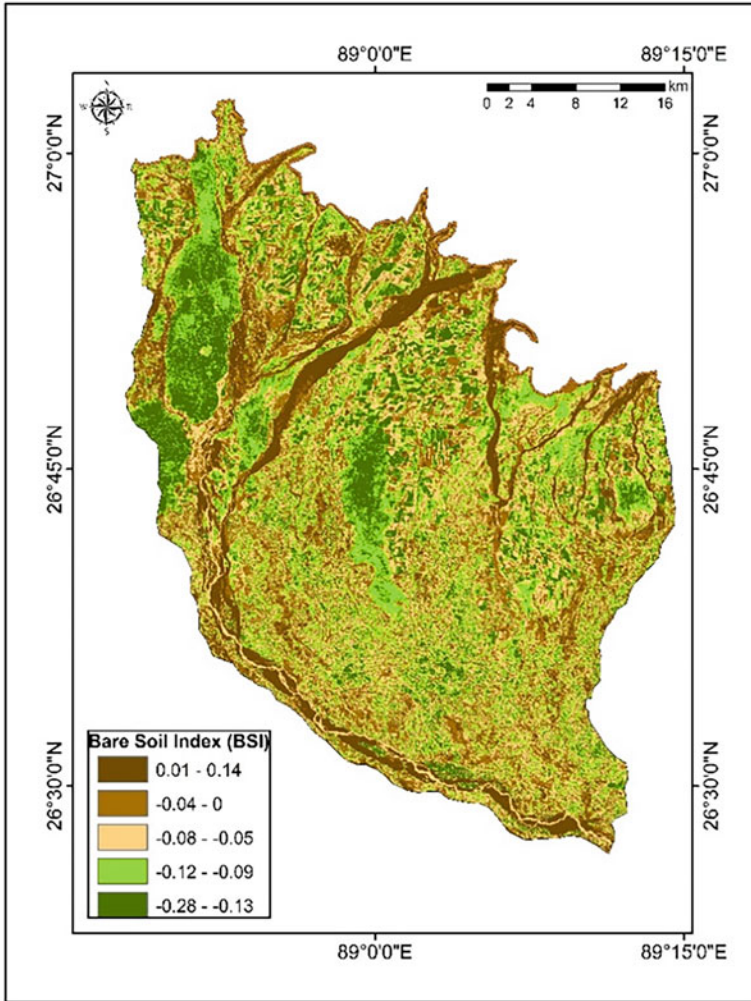 89°0'0"E 89°15'0"E
km
0 2 4 8 12 16
N
W
S
27°0'0"N 27°0'0"N
26°45'0"N 26°45'0"N
26°30'0"N 26°30'0"N
Bare Soil Index (BSI)
0.01 - 0.14
-0.04 - 0
-0.08 - -0.05
-0.12 - -0.09
-0.28 - -0.13
89°0'0"E 89°15'0"E